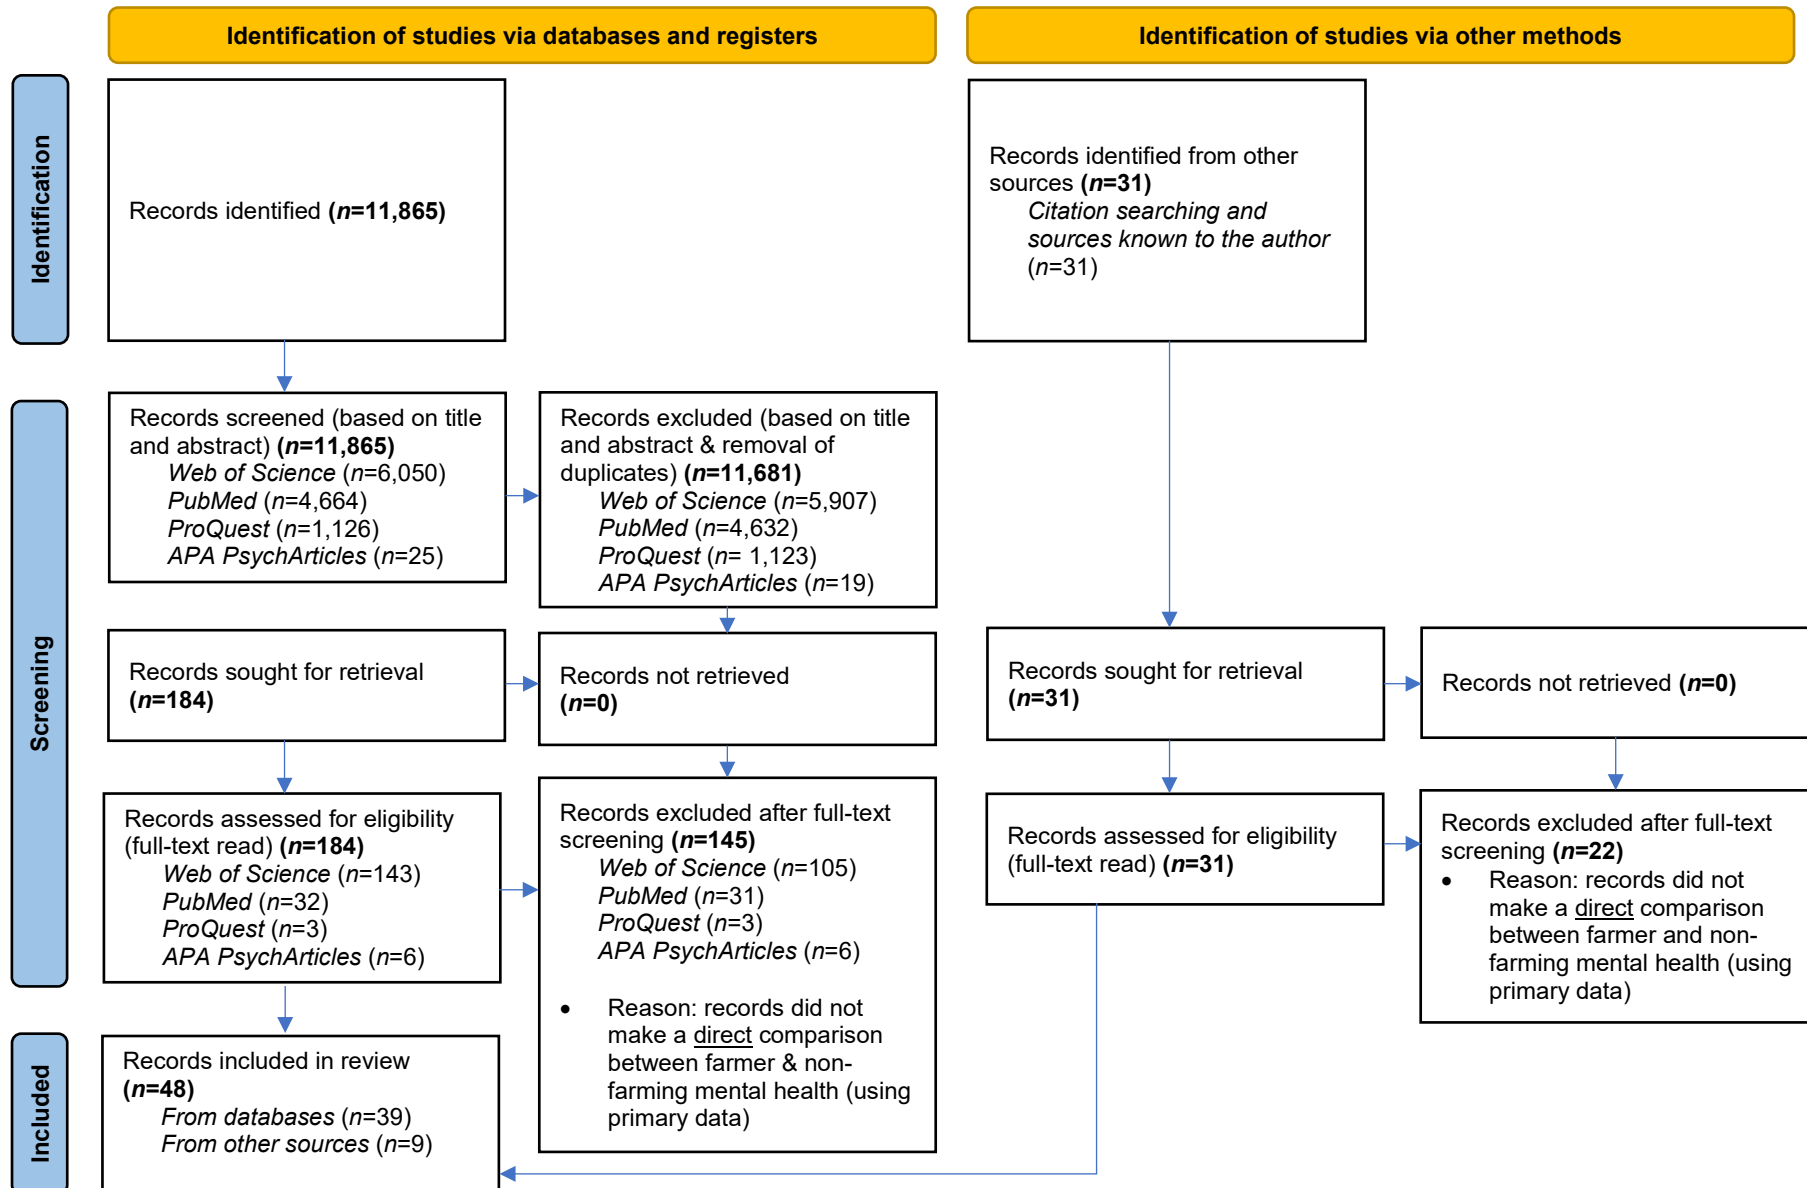 Identification of studies via databases and registers
Identification of studies via other methods
Identification
Records identified (n=11,865)
Records identified from other
sources (n=31)
Citation searching and
sources known to the author
(n=31)
Screening
Records screened (based on title
and abstract) (n=11,865)
Web of Science (n=6,050)
PubMed (n=4,664)
ProQuest (n=1,126)
APA PsychArticles (n=25)
Records excluded (based on title
and abstract & removal of
duplicates) (n=11,681)
Web of Science (n=5,907)
PubMed (n=4,632)
ProQuest (n= 1,123)
APA PsychArticles (n=19)
Records sought for retrieval
(n=184)
Records not retrieved
(n=0)
Records sought for retrieval
(n=31)
Records not retrieved (n=0)
Records assessed for eligibility
(full-text read) (n=184)
Web of Science (n=143)
PubMed (n=32)
ProQuest (n=3)
APA PsychArticles (n=6)
Records excluded after full-text
screening (n=145)
Web of Science (n=105)
PubMed (n=31)
ProQuest (n=3)
APA PsychArticles (n=6)
• Reason: records did not
make a direct comparison
between farmer & non-
farming mental health (using
primary data)
Records assessed for eligibility
(full-text read) (n=31)
Records excluded after full-text
screening (n=22)
• Reason: records did not
make a direct comparison
between farmer and non-
farming mental health (using
primary data)
Included
Records included in review
(n=48)
From databases (n=39)
From other sources (n=9)